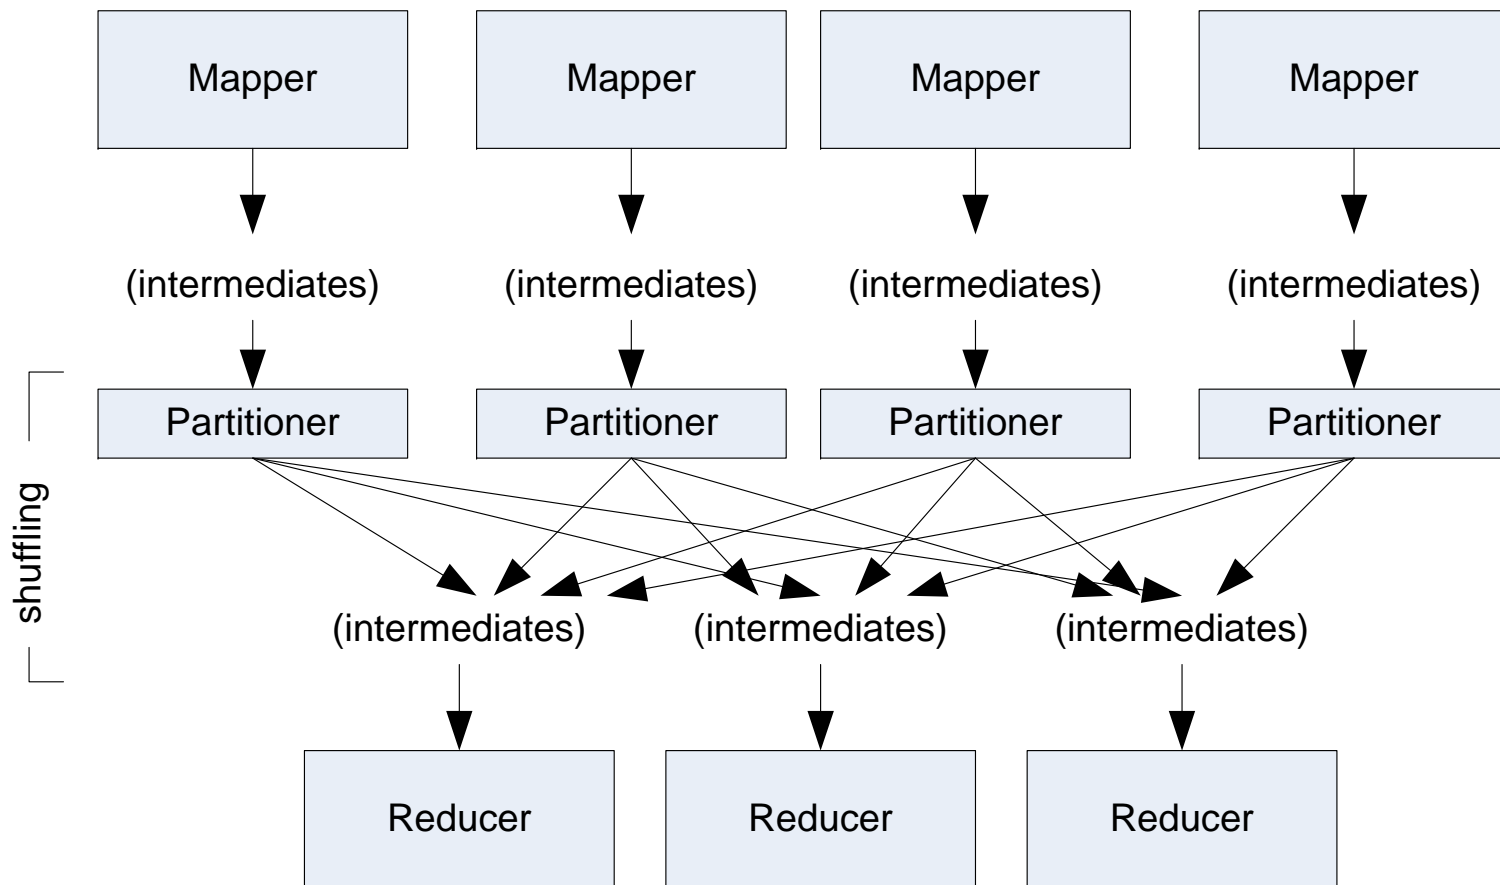 Mapper Mapper Mapper Mapper
(intermediates) (intermediates) (intermediates) (intermediates)
Partitioner Partitioner Partitioner Partitioner
shuffling
(intermediates) (intermediates) (intermediates)
Reducer Reducer Reducer